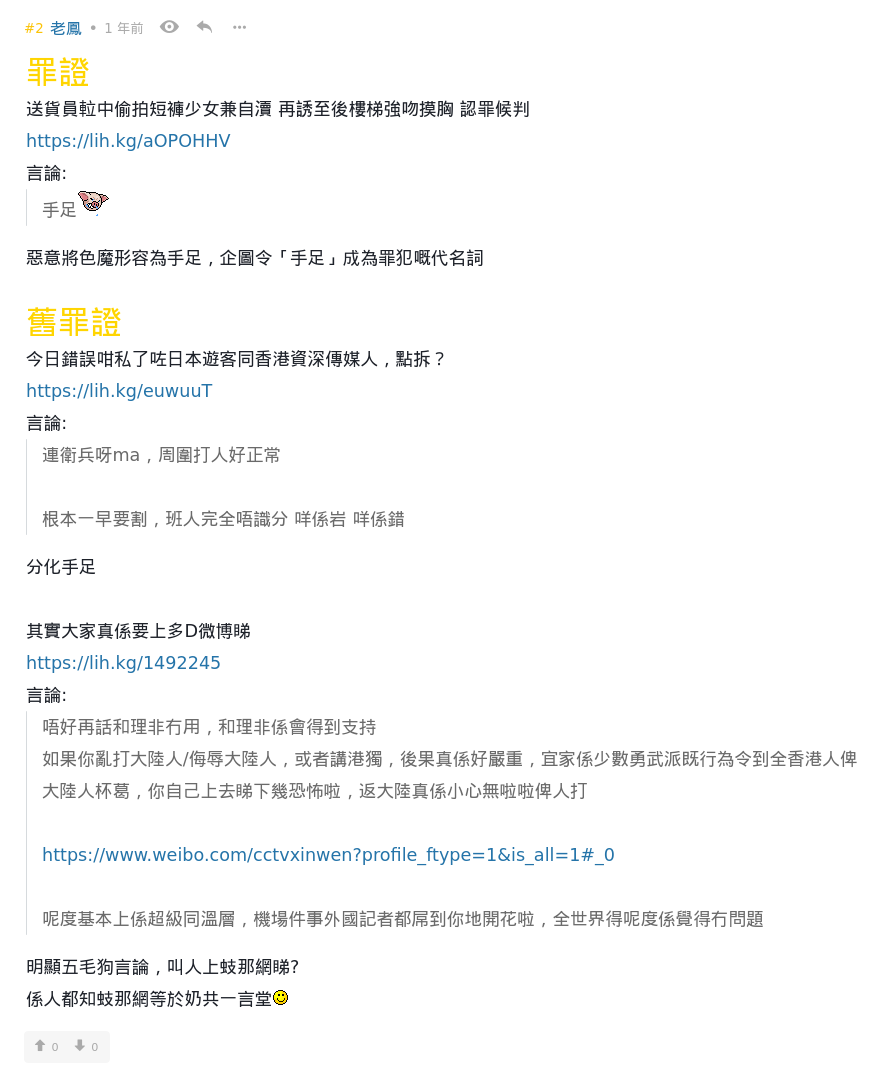 #2 老鳳 • 1 年前
罪證
送貨員𨋢中偷拍短褲少女兼自瀆 再誘至後樓梯強吻摸胸 認罪候判
https://lih.kg/aOPOHHV
言論:
手足
惡意將色魔形容為手足，企圖令「手足」成為罪犯嘅代名詞
舊罪證
今日錯誤咁私了咗日本遊客同香港資深傳媒人，點拆？
https://lih.kg/euwuuT
言論:
連衛兵呀ma，周圍打人好正常
根本一早要割，班人完全唔識分 咩係岩 咩係錯
分化手足
其實大家真係要上多D微博睇
https://lih.kg/1492245
言論:
唔好再話和理非冇用，和理非係會得到支持
如果你亂打大陸人/侮辱大陸人，或者講港獨，後果真係好嚴重，宜家係少數勇武派既行為令到全香港人俾
大陸人杯葛，你自己上去睇下幾恐怖啦，返大陸真係小心無啦啦俾人打
https://www.weibo.com/cctvxinwen?profile_ftype=1&is_all=1#_0
呢度基本上係超級同溫層，機場件事外國記者都屌到你地開花啦，全世界得呢度係覺得冇問題
明顯五毛狗言論，叫人上蚊那網睇?
係人都知蚊那網等於奶共一言堂
0 0